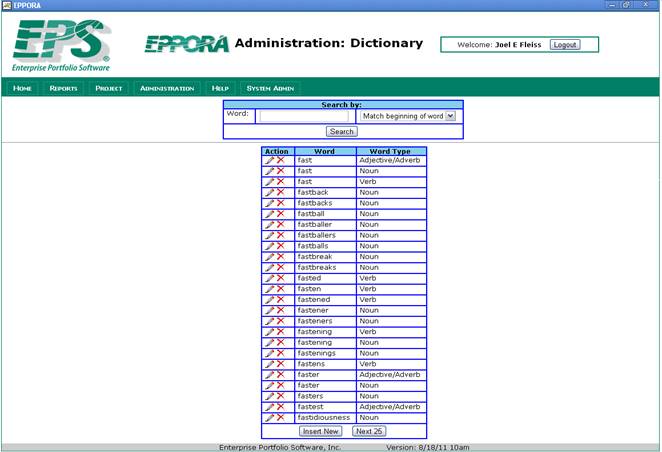 EPPORA
EPS®
Enterprise Portfolio Software
EPPORA Administration: Dictionary
Welcome: Joel E Fleiss Logout
HOME REPORTS PROJECT ADMINISTRATION HELP SYSTEM ADMIN
Search by:
Word: Match beginning of word
Search
Action Word Word Type
fast Adjective/Adverb
fast Noun
fast Verb
fastback Noun
fastbacks Noun
fastball Noun
fastballer Noun
fastballers Noun
fastballs Noun
fastbreak Noun
fastbreaks Noun
fasted Verb
fasten Verb
fastened Verb
fastener Noun
fasteners Noun
fastening Verb
fastening Noun
fastenings Noun
fastens Verb
faster Adjective/Adverb
faster Noun
fasters Noun
fastest Adjective/Adverb
fastidiousness Noun
Insert New Next 25
Enterprise Portfolio Software, Inc. Version: 8/18/11 10am